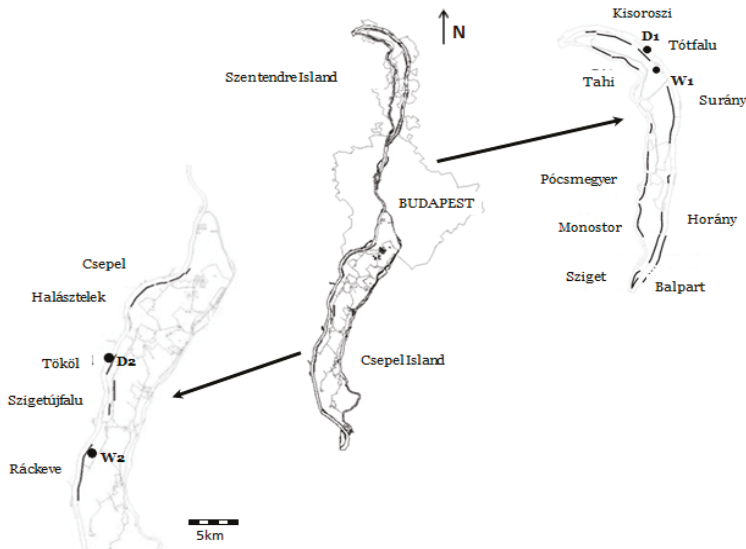 Kisoroszi
D1
Tótfalu
N
Szentendre Island
Tahi
W1
Surány
Pócsmegyer
BUDAPEST
Monostor
Horány
Csepel
Sziget
Balpart
Halásztelek
Tököl
D2
Csepel Island
Szigetújfalu
W2
Ráckeve
5km